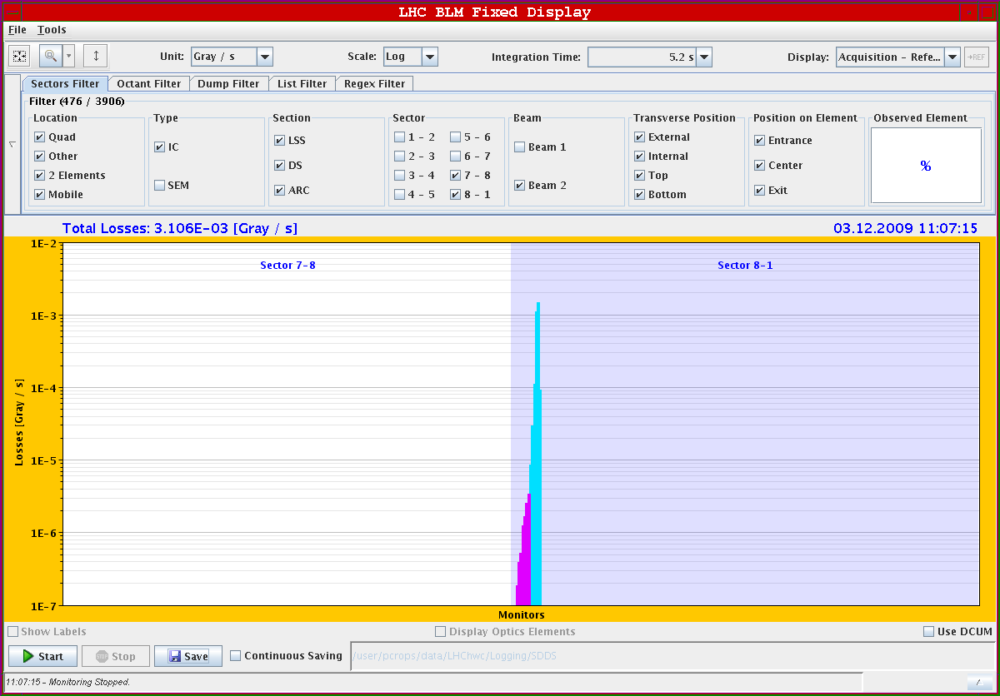 LHC BLM Fixed Display
File Tools
Unit: Gray / s Scale: Log Integration Time: 5.2 s Display: Acquisition - Refe... →REF
Sectors Filter Octant Filter Dump Filter List Filter Regex Filter
Filter (476 / 3906)
Location Type Section Sector Beam Transverse Position Position on Element Observed Element
Quad IC LSS 1 - 2 5 - 6 Beam 1 External Entrance %
Other 2 - 3 6 - 7 Internal
2 Elements SEM DS 3 - 4 7 - 8 Beam 2 Top Center
Mobile ARC 4 - 5 8 - 1 Bottom Exit
Total Losses: 3.106E-03 [Gray / s] 03.12.2009 11:07:15
Sector 7-8 Sector 8-1
1E-2
1E-3
1E-4
1E-5
1E-6
1E-7
Losses [Gray / s]
Monitors
Show Labels Display Optics Elements Use DCUM
Start Stop Save Continuous Saving /user/pcrops/data/LHChwc/Logging/SDDS
11:07:15 - Monitoring Stopped.